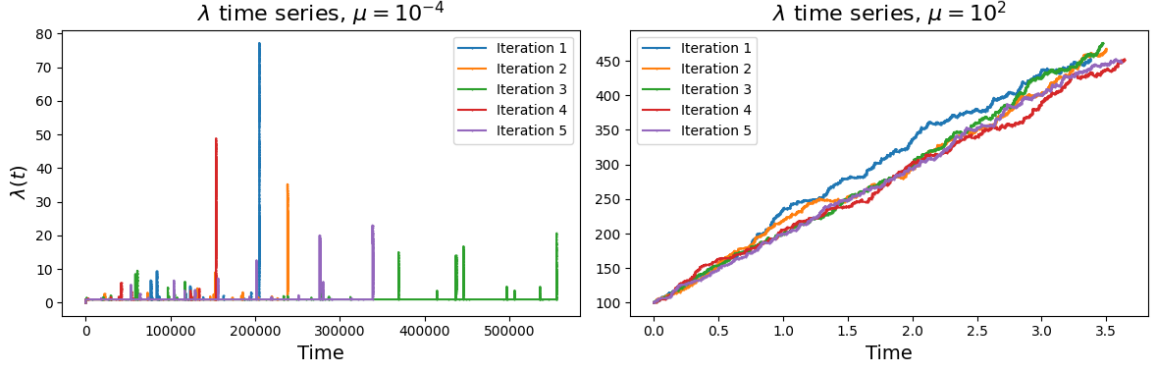 λ time series, μ = 10⁻⁴
λ(t)
80
70
60
50
40
30
20
10
0
Iteration 1
Iteration 2
Iteration 3
Iteration 4
Iteration 5
0 100000 200000 300000 400000 500000
Time
λ time series, μ = 10²
450
400
350
300
250
200
150
100
Iteration 1
Iteration 2
Iteration 3
Iteration 4
Iteration 5
0.0 0.5 1.0 1.5 2.0 2.5 3.0 3.5
Time